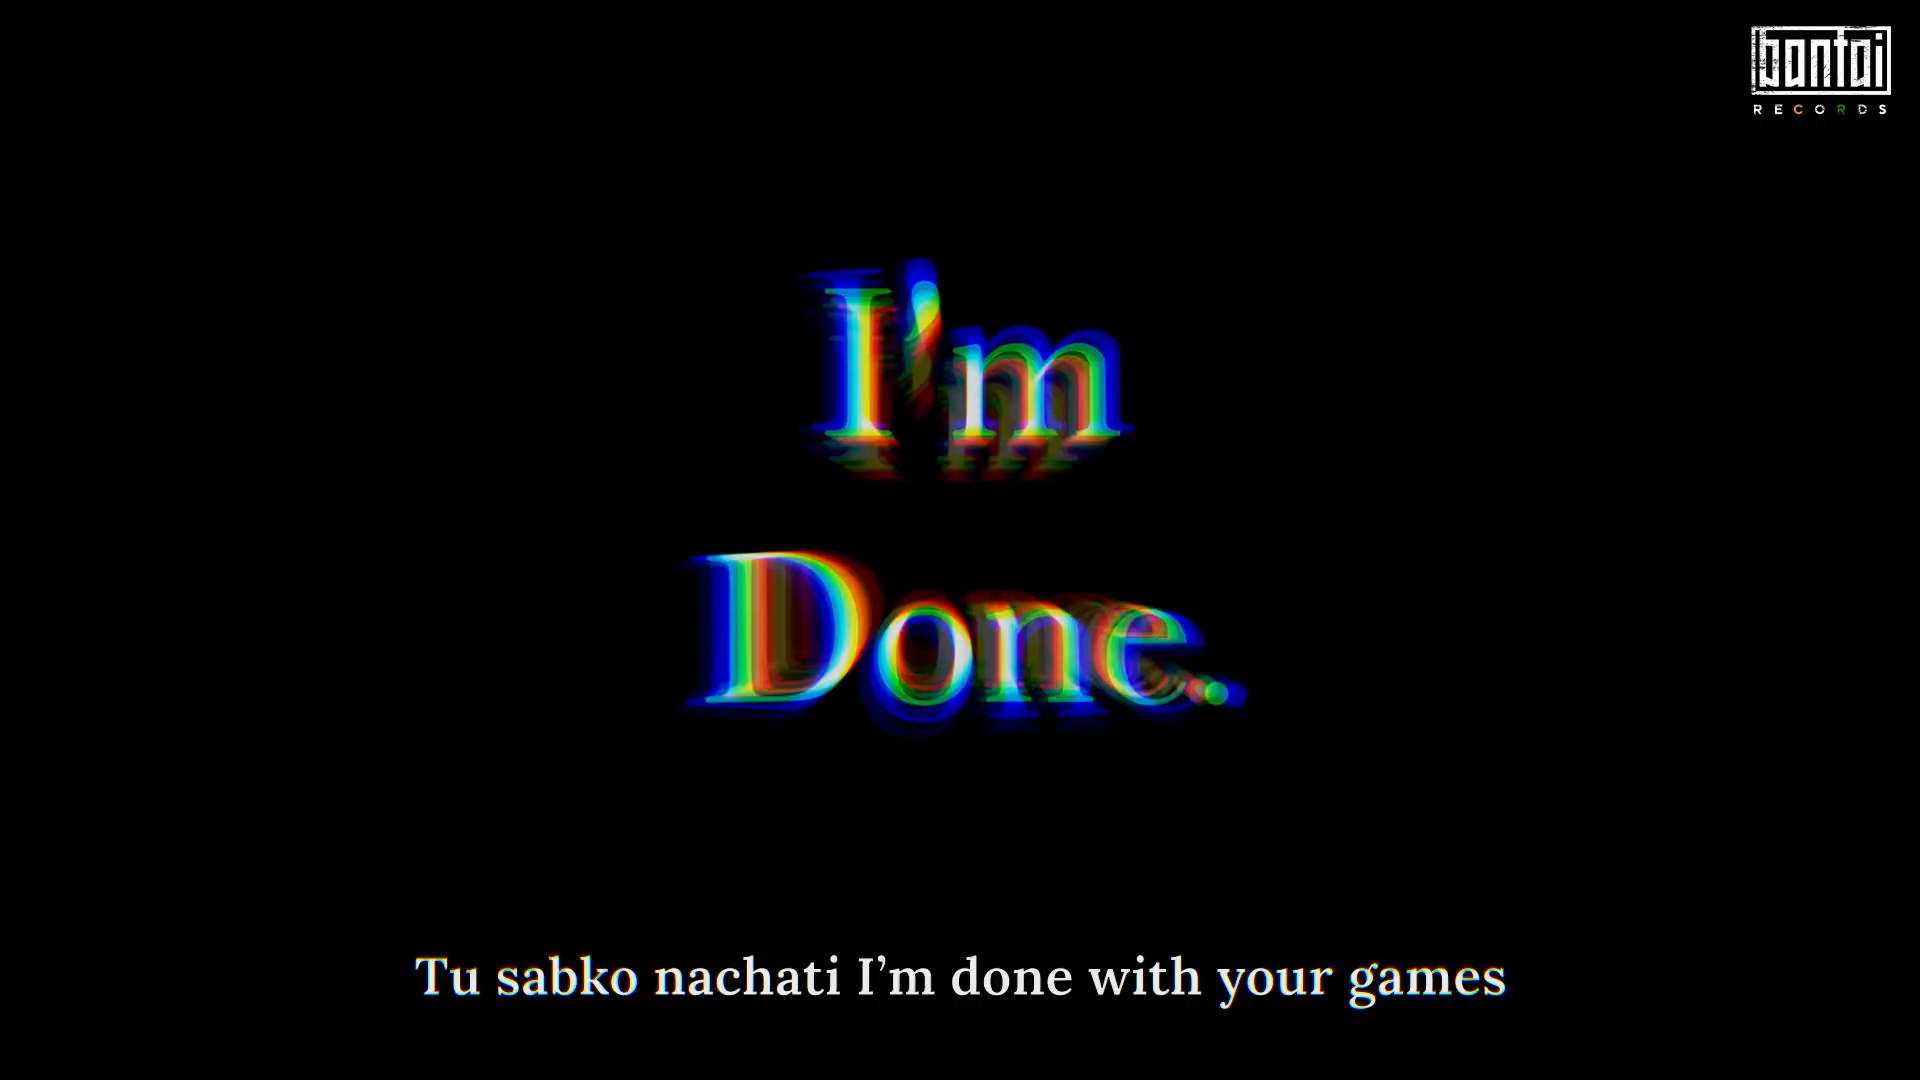 bantai
RECORDS
I'm
Done.
Tu sabko nachati I’m done with your games